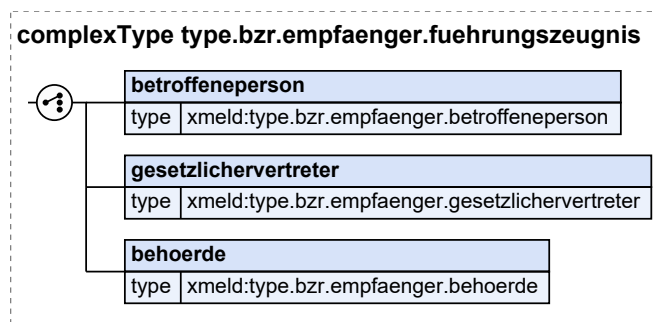 complexType type.bzr.empfaenger.fuehrungszeugnis
betroffeneperson
type xmeld:type.bzr.empfaenger.betroffeneperson
gesetzlichervertreter
type xmeld:type.bzr.empfaenger.gesetzlichervertreter
behoerde
type xmeld:type.bzr.empfaenger.behoerde